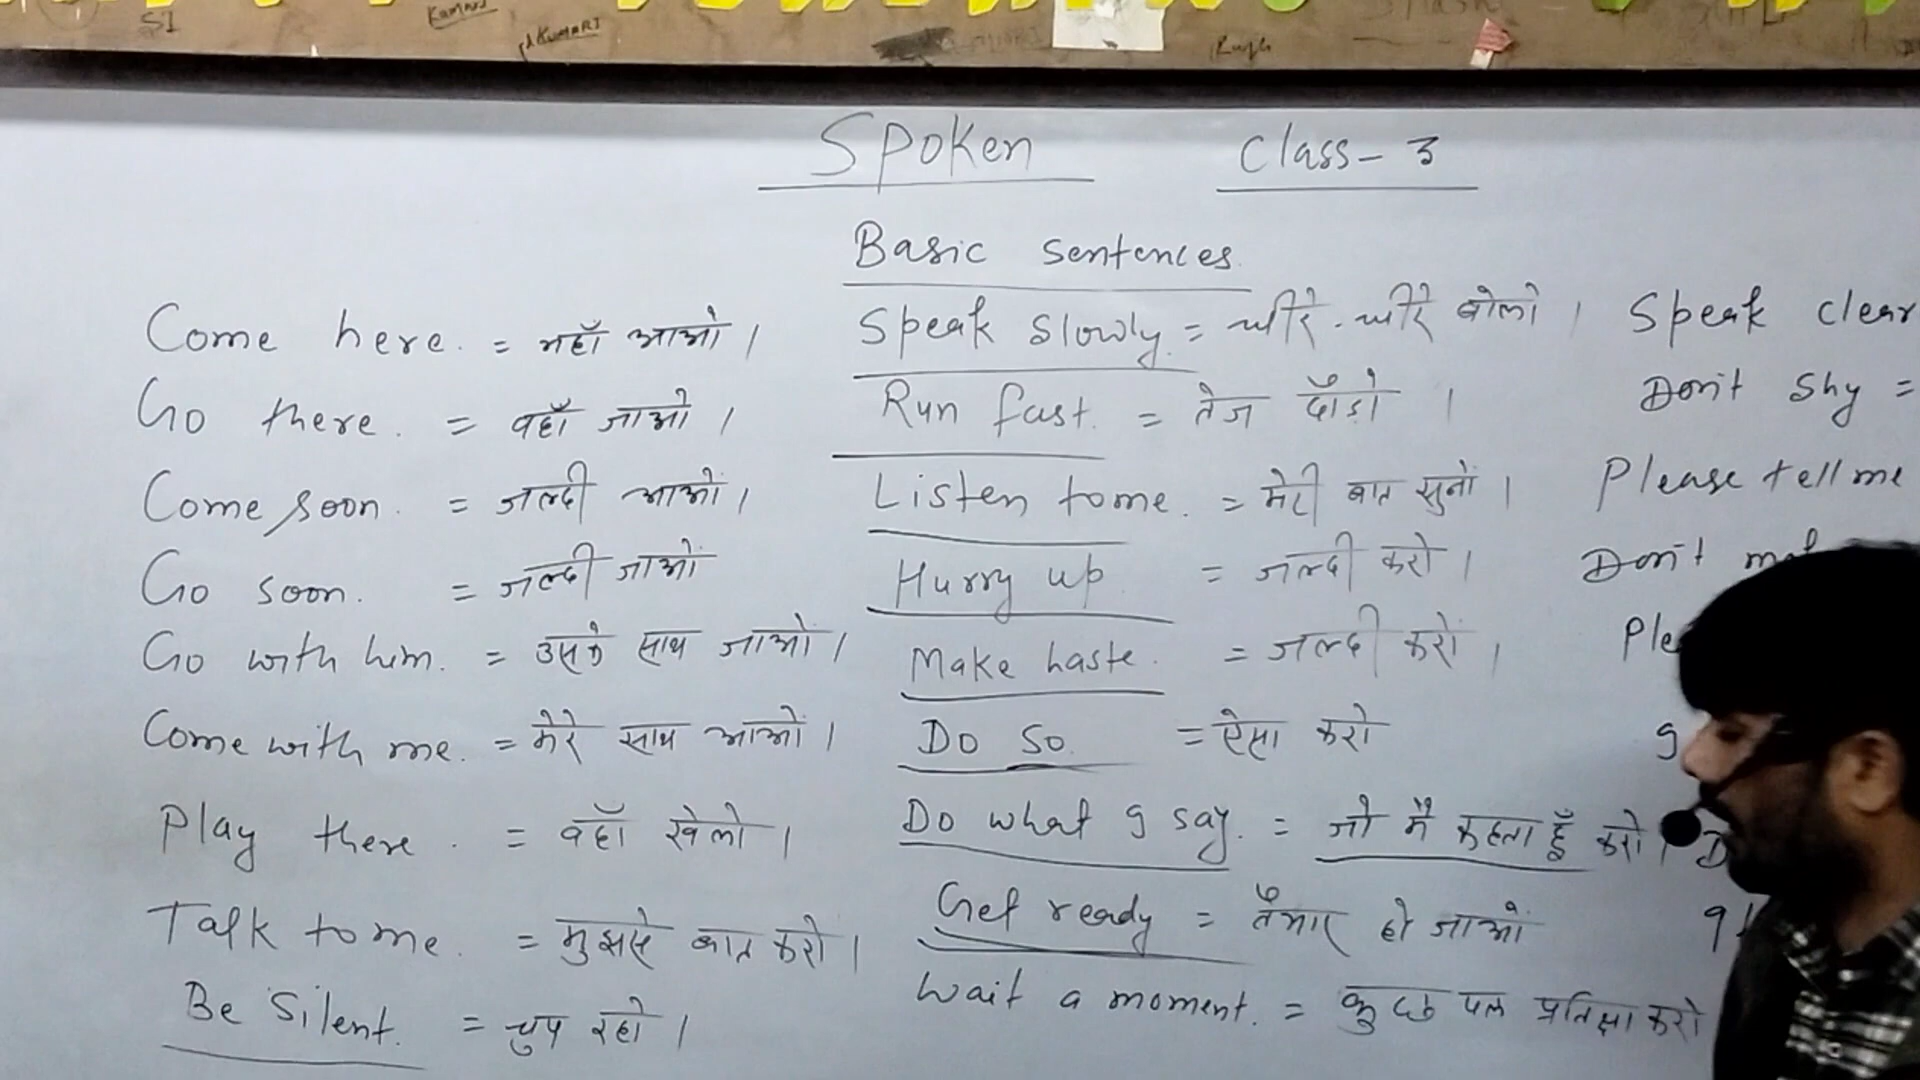 KUMARI
Spoken Class-3
Basic Sentences
Come here. = यहाँ आओ।
Go there. = वहाँ जाओ।
Come soon. = जल्दी आओ।
Go soon. = जल्दी जाओ
Go with him. = उसके साथ जाओ।
Come with me. = मेरे साथ आओ।
Play there. = वहाँ खेलो।
Talk to me. = मुझसे बात करो।
Be Silent. = चुप रहो।
Speak slowly. = धीरे-धीरे बोलो।
Run fast. = तेज दौड़ो।
Listen to me. = मेरी बात सुनो।
Hurry up = जल्दी करो।
Make haste. = जल्दी करो।
Do so. = ऐसा करो
Do what I say. = जो मैं कहता हूँ करो।
Get ready = तैयार हो जाओ
Wait a moment. = कुछ पल प्रतिक्षा करो
Speak clear
Don't shy =
Please tell me
Don't